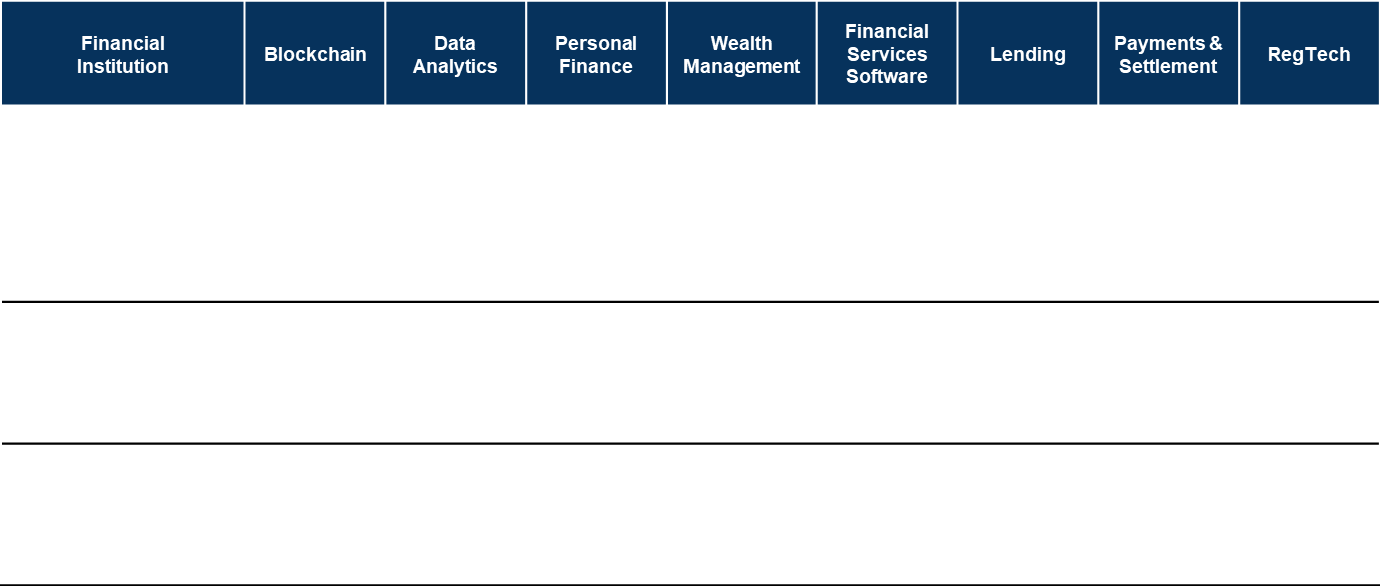 Financial
Institution
Blockchain
Data
Analytics
Personal
Finance
Wealth
Management
Financial
Services
Software
Lending
Payments &
Settlement
RegTech